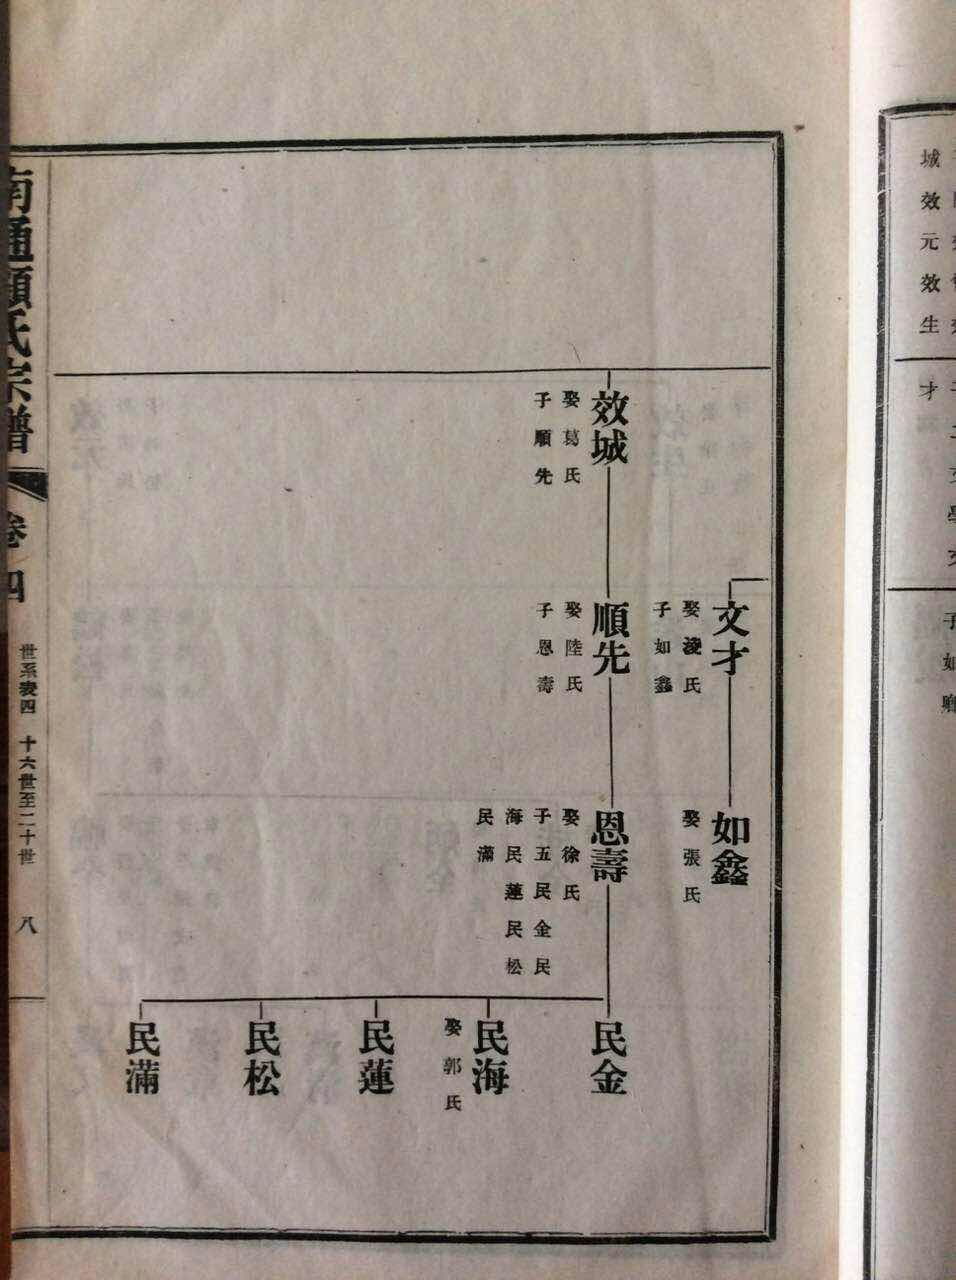 城效元效生
才
子如
文才
娶淩氏
子如鑫
如鑫
娶張氏
效城
娶葛氏
子順先
順先
娶陸氏
子恩壽
恩壽
娶徐氏
子五民金民
海民蓮民松
民滿
民金
民海
娶郭氏
民蓮
民松
民滿
南通顧氏宗譜
卷四
世系表四 十六世至二十世
八